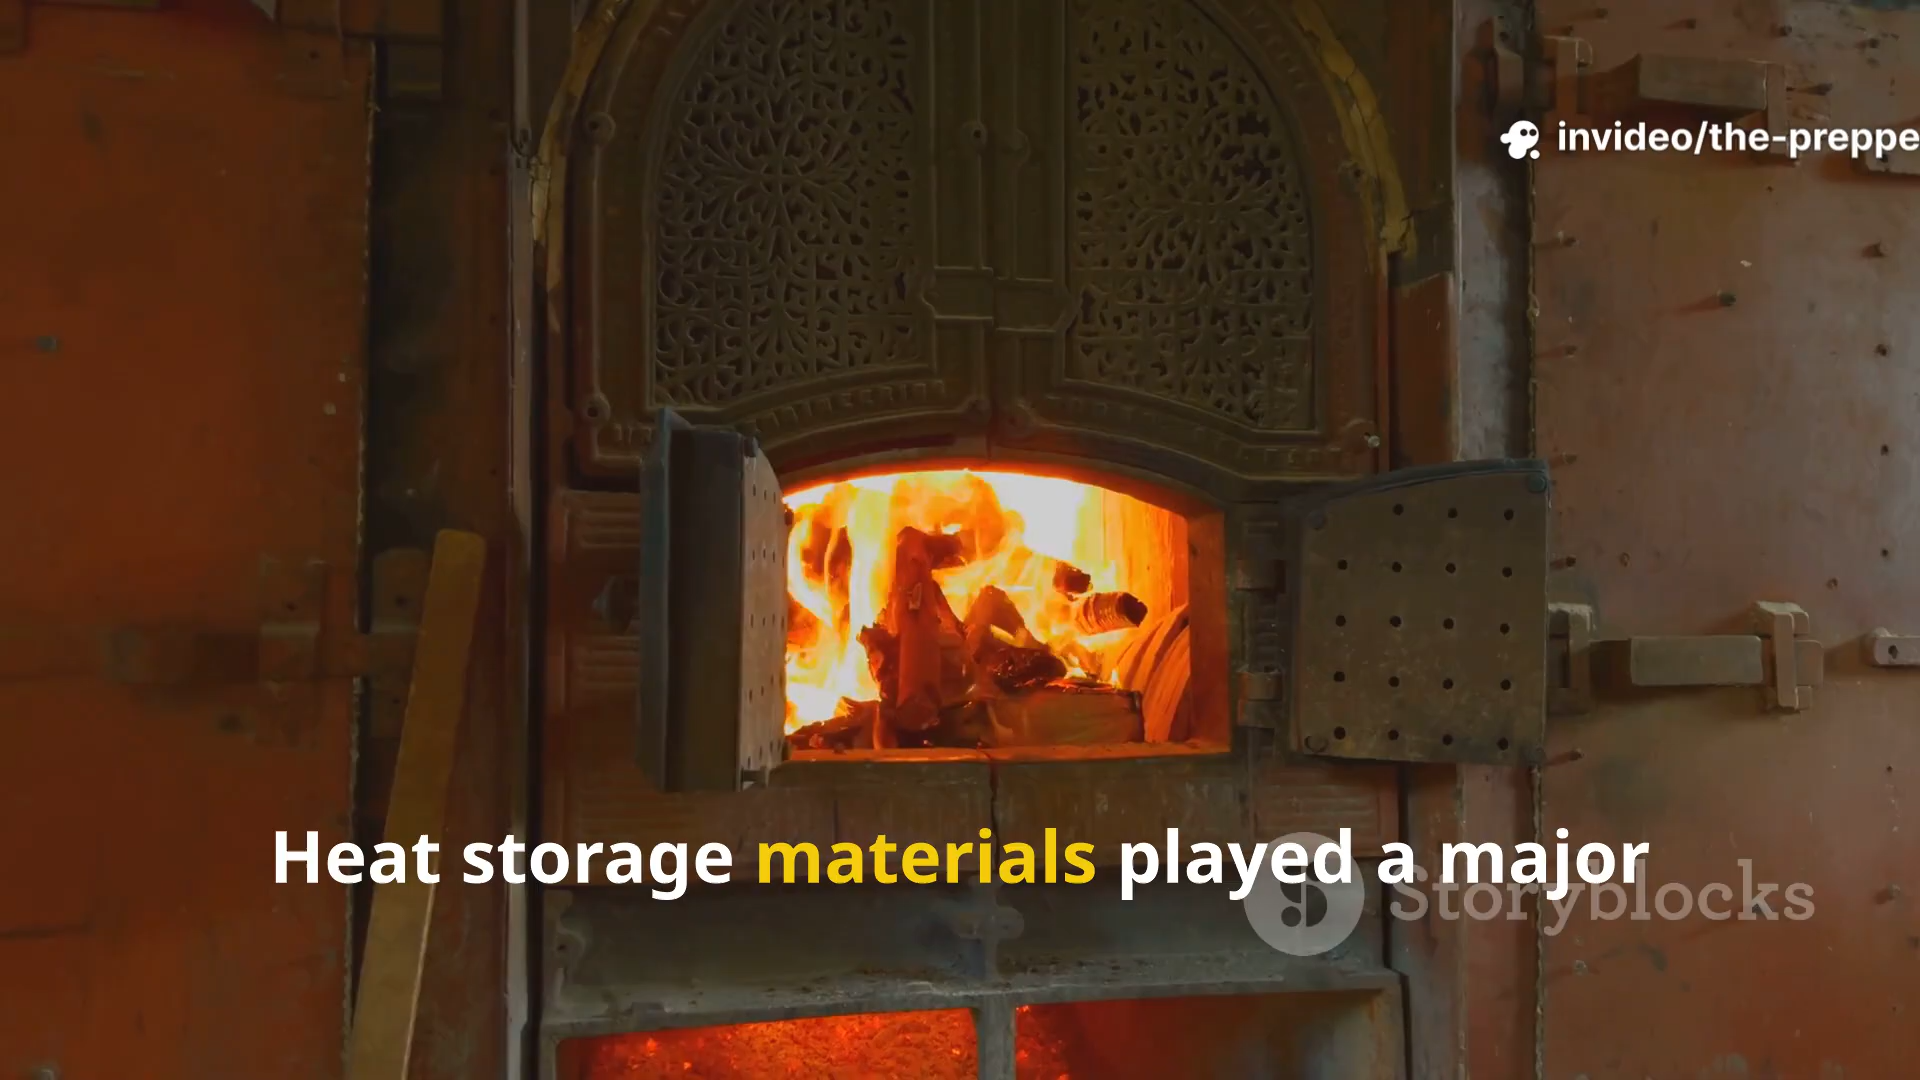 invideo/the-preppe
Heat storage materials played a major
Storyblocks